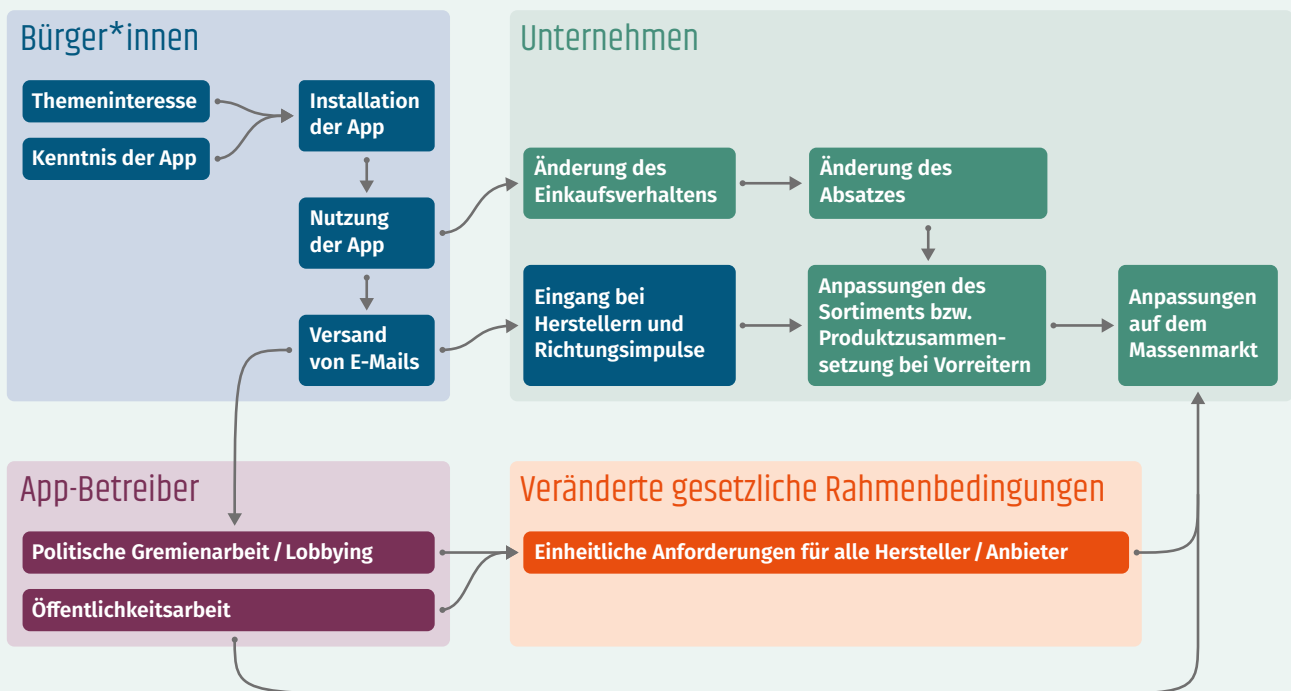 Bürger*innen
Themeninteresse
Kenntnis der App
Installation
der App
Nutzung
der App
Versand
von E-Mails
Unternehmen
Änderung des
Einkaufsverhaltens
Änderung des
Absatzes
Eingang bei
Herstellern und
Richtungsimpulse
Anpassungen des
Sortiments bzw.
Produktzusammen-
setzung bei Vorreitern
Anpassungen
auf dem
Massenmarkt
App-Betreiber
Politische Gremienarbeit / Lobbying
Öffentlichkeitsarbeit
Veränderte gesetzliche Rahmenbedingungen
Einheitliche Anforderungen für alle Hersteller / Anbieter